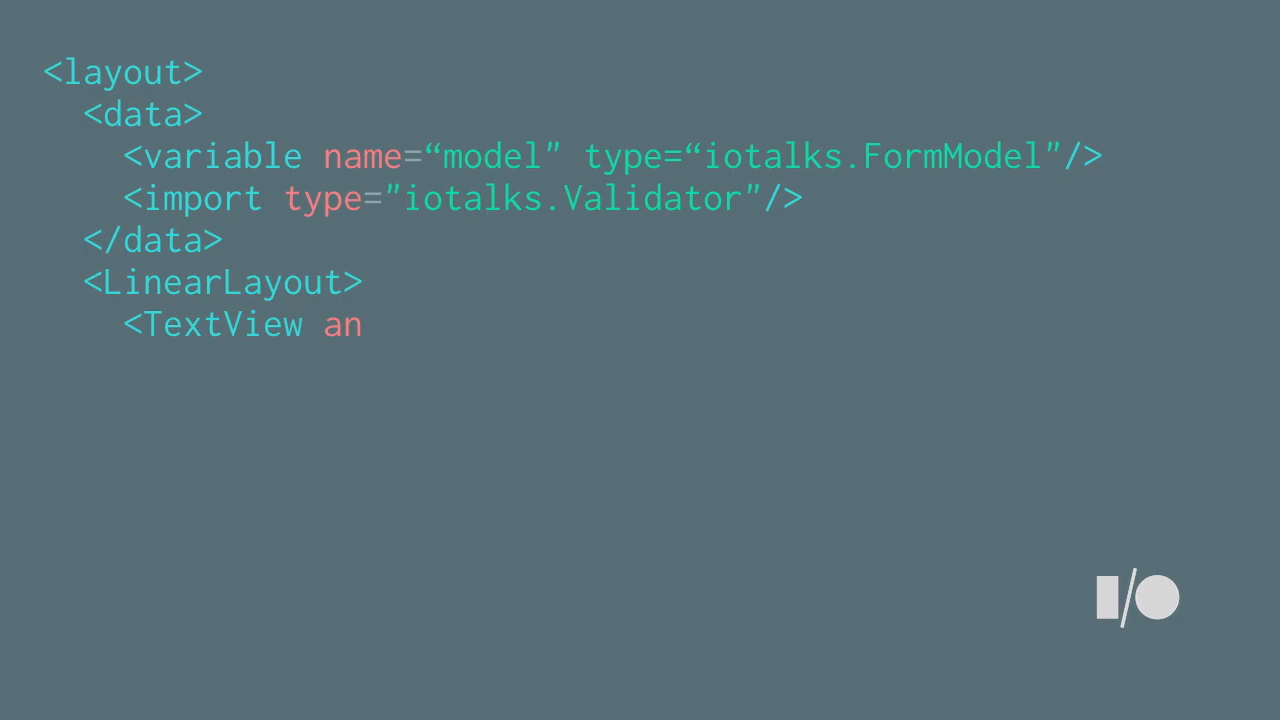 <layout>
  <data>
    <variable name=“model" type=“iotalks.FormModel"/>
    <import type="iotalks.Validator"/>
  </data>
  <LinearLayout>
    <TextView an
I/O